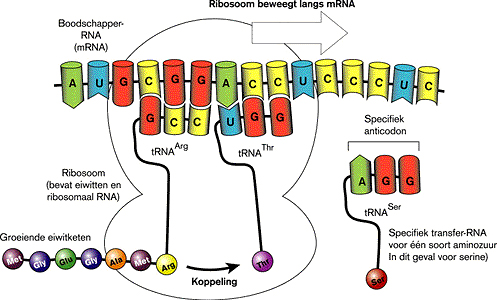 Ribosoom beweegt langs mRNA
Boodschapper-
RNA
(mRNA)
A U G C G G A C C U C C C U C
G C C U G G
tRNA Arg
tRNA Thr
Specifiek
anticodon
A G G
tRNA Ser
Ribosoom
(bevat eiwitten en
ribosomaal RNA)
Specifiek transfer-RNA
voor één soort aminozuur
In dit geval voor serine)
Groeiende eiwitketen
Met Gly Glu Gly Ala Met Arg
Koppeling
Thr
Ser